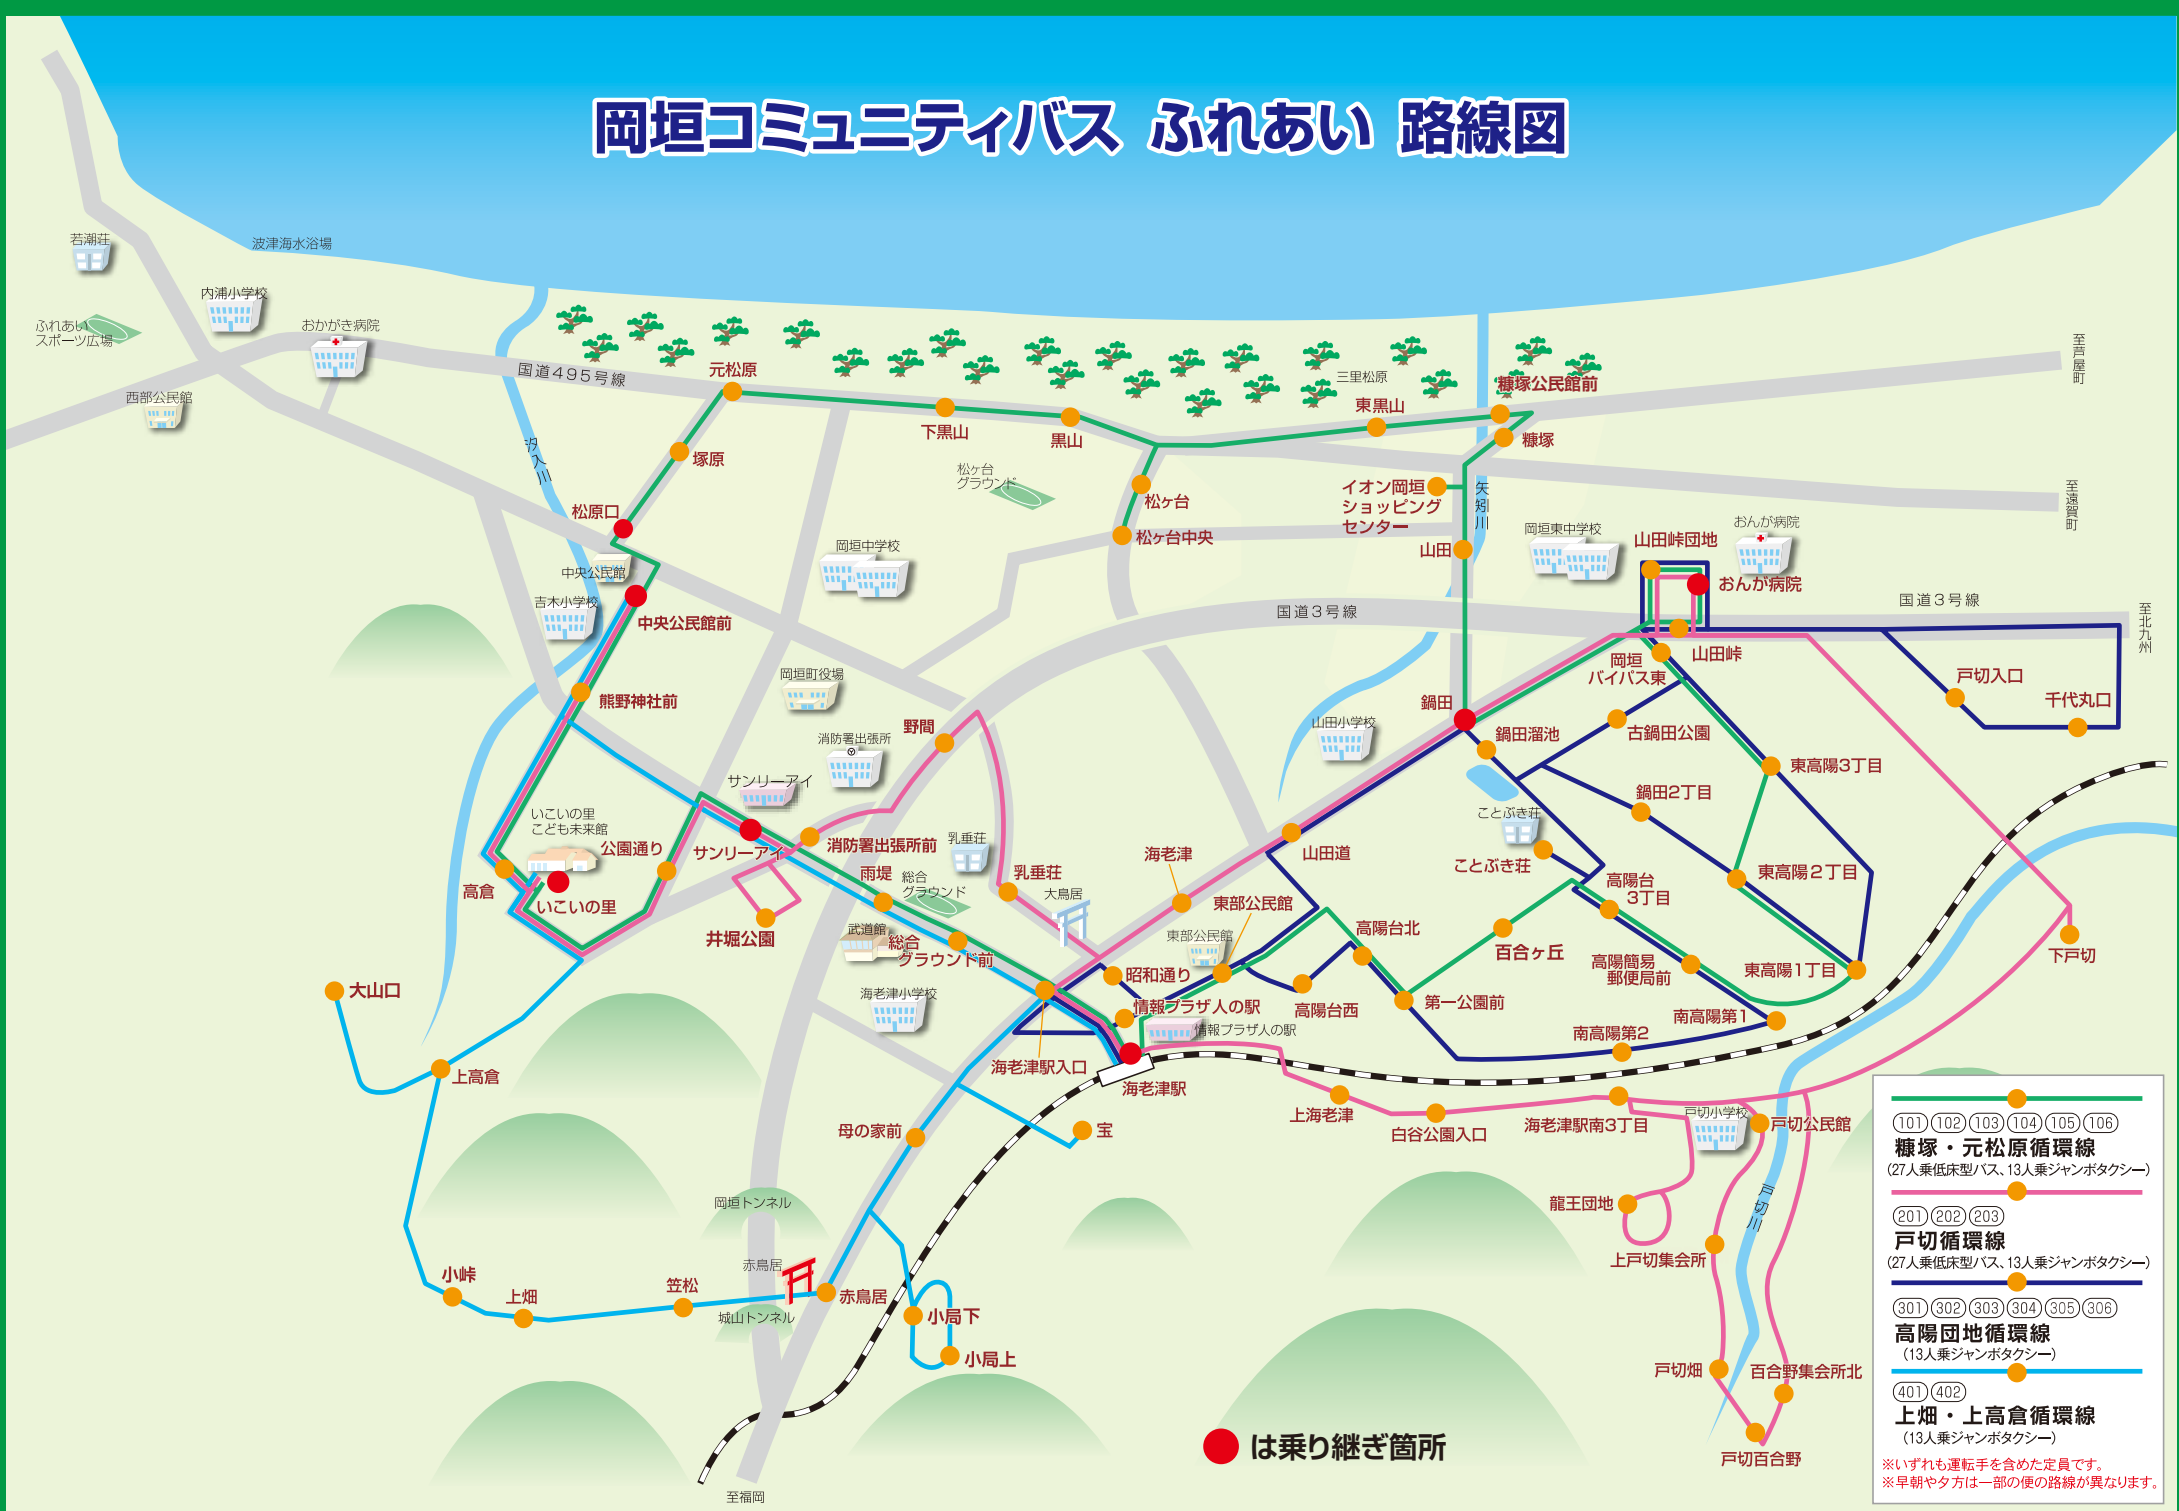 岡垣コミュニティバス ふれあい 路線図
若潮荘
波津海水浴場
内浦小学校
ふれあい
スポーツ広場
おかがき病院
西部公民館
国道495号線
汐入川
元松原
塚原
松原口
下黒山
黒山
三里松原
東黒山
糠塚公民館前
糠塚
至芦屋町
至遠賀町
至北九州
松ヶ台
グラウンド
松ヶ台
松ヶ台中央
イオン岡垣
ショッピング
センター
矢矧川
山田
岡垣東中学校
山田峠団地
おんが病院
おんが病院
国道3号線
国道3号線
中央公民館
吉木小学校
中央公民館前
岡垣中学校
熊野神社前
岡垣町役場
消防署出張所
野間
サンリーアイ
いこいの里
こども未来館
公園通り
サンリーアイ
消防署出張所前
高倉
いこいの里
井堀公園
雨堤
総合
グラウンド
武道館
総合
グラウンド前
乳垂荘
乳垂荘
大鳥居
海老津
東部公民館
東部公民館
昭和通り
情報プラザ人の駅
情報プラザ人の駅
海老津小学校
海老津駅入口
海老津駅
山田小学校
鍋田
鍋田溜池
山田道
ことぶき荘
ことぶき荘
岡垣
バイパス東
山田峠
古鍋田公園
鍋田2丁目
東高陽3丁目
東高陽2丁目
東高陽1丁目
戸切入口
千代丸口
下戸切
高陽台
3丁目
百合ヶ丘
高陽簡易
郵便局前
高陽台北
高陽台西
第一公園前
南高陽第1
南高陽第2
大山口
上高倉
母の家前
宝
上海老津
白谷公園入口
海老津駅南3丁目
戸切小学校
戸切公民館
龍王団地
上戸切集会所
戸切川
戸切畑
百合野集会所北
戸切百合野
岡垣トンネル
赤鳥居
赤鳥居
城山トンネル
小峠
上畑
笠松
小局下
小局上
至福岡
は乗り継ぎ箇所
101 102 103 104 105 106
糠塚・元松原循環線
(27人乗低床型バス、13人乗ジャンボタクシー)
201 202 203
戸切循環線
(27人乗低床型バス、13人乗ジャンボタクシー)
301 302 303 304 305 306
高陽団地循環線
(13人乗ジャンボタクシー)
401 402
上畑・上高倉循環線
(13人乗ジャンボタクシー)
※いずれも運転手を含めた定員です。
※早朝や夕方は一部の便の路線が異なります。